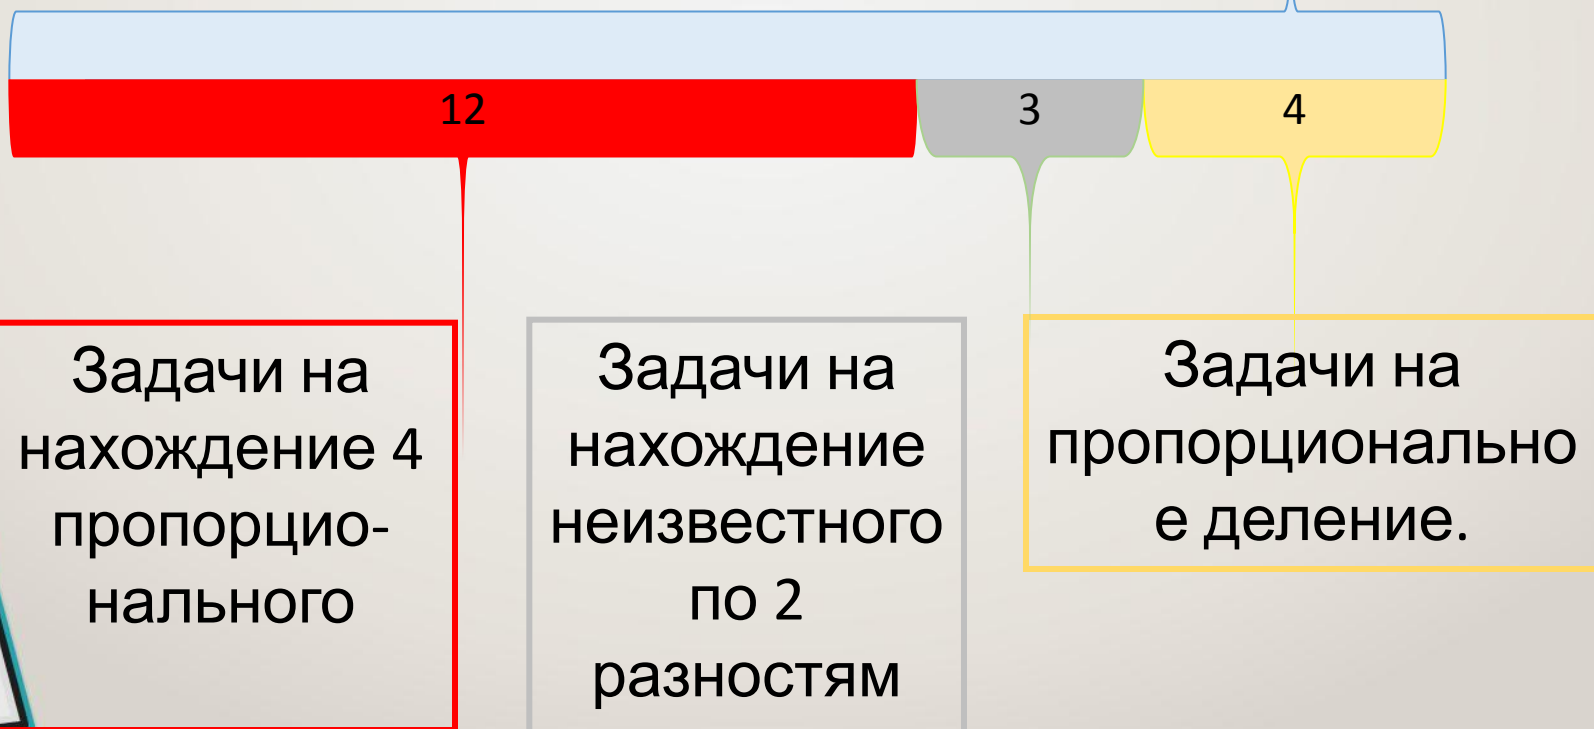 12
3
4
Задачи на
нахождение 4
пропорцио-
нального
Задачи на
нахождение
неизвестного
по 2
разностям
Задачи на
пропорционально
е деление.